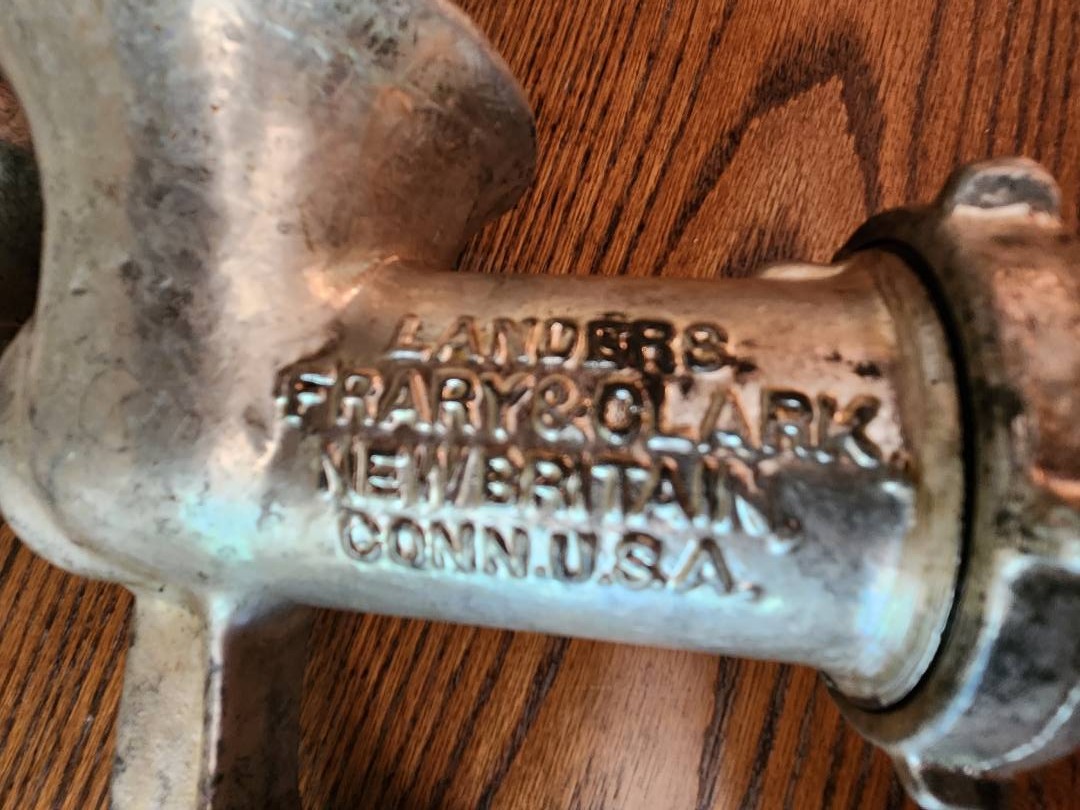 LANDERS.
FRARY & CLARK.
NEW BRITAIN.
CONN. U.S.A.